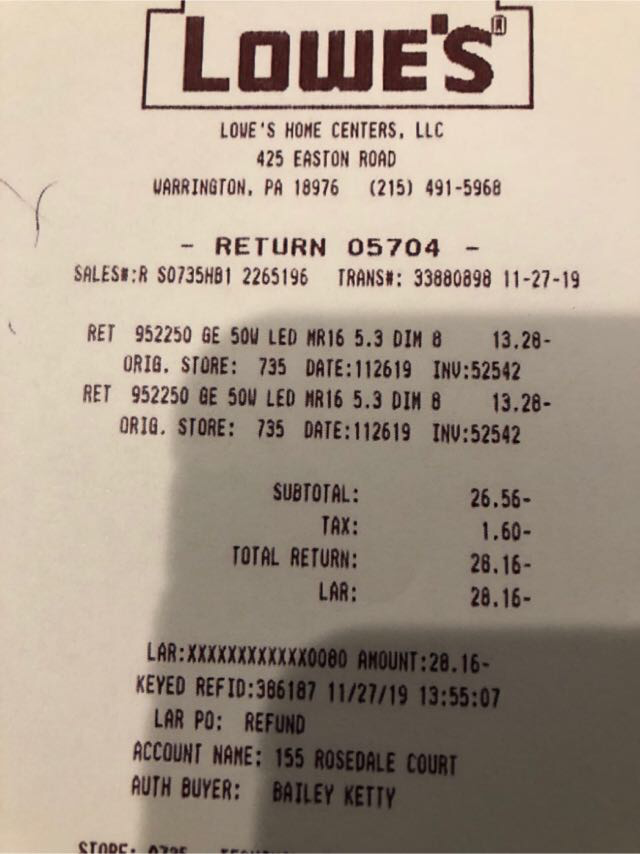 LOWE'S®
LOWE'S HOME CENTERS, LLC
425 EASTON ROAD
WARRINGTON, PA 18976 (215) 491-5968
- RETURN 05704 -
SALES#:R S0735HB1 2265196 TRANS#: 33880898 11-27-19
RET 952250 GE 50W LED MR16 5.3 DIM 8 13.28-
ORIG. STORE: 735 DATE:112619 INV:52542
RET 952250 GE 50W LED MR16 5.3 DIM 8 13.28-
ORIG. STORE: 735 DATE:112619 INV:52542
SUBTOTAL: 26.56-
TAX: 1.60-
TOTAL RETURN: 28.16-
LAR: 28.16-
LAR:XXXXXXXXXXXX0080 AMOUNT:28.16-
KEYED REFID:386187 11/27/19 13:55:07
LAR PO: REFUND
ACCOUNT NAME: 155 ROSEDALE COURT
AUTH BUYER: BAILEY KETTY
STORE: 0735